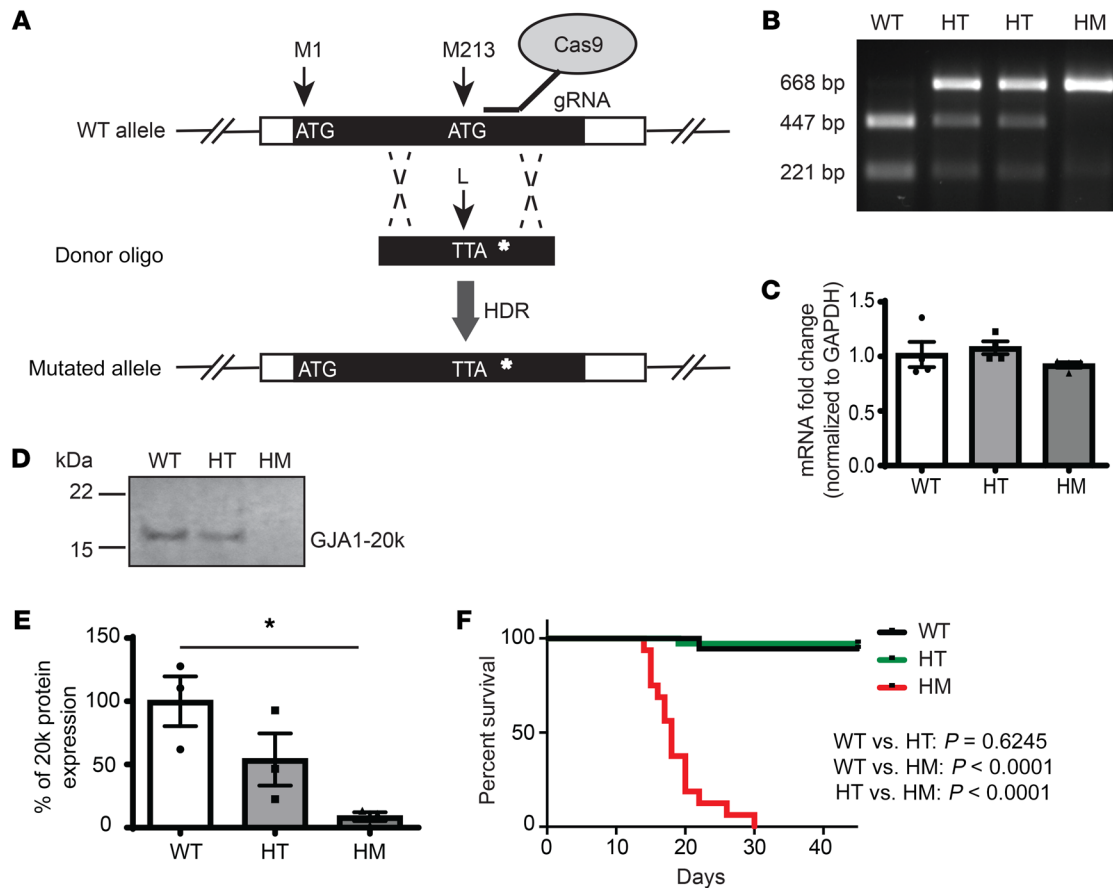 A
Cas9
M1
M213
gRNA
WT allele
ATG
ATG
L
Donor oligo
TTA *
HDR
Mutated allele
ATG
TTA *
B
WT HT HT HM
668 bp
447 bp
221 bp
C
mRNA fold change
(normalized to GAPDH)
1.5
1.0
0.5
0.0
WT HT HM
D
kDa
WT HT HM
22
15
GJA1-20k
E
% of 20k protein
expression
150
100
50
0
*
WT HT HM
F
Percent survival
100
50
0
0 10 20 30 40
Days
WT
HT
HM
WT vs. HT: P = 0.6245
WT vs. HM: P < 0.0001
HT vs. HM: P < 0.0001